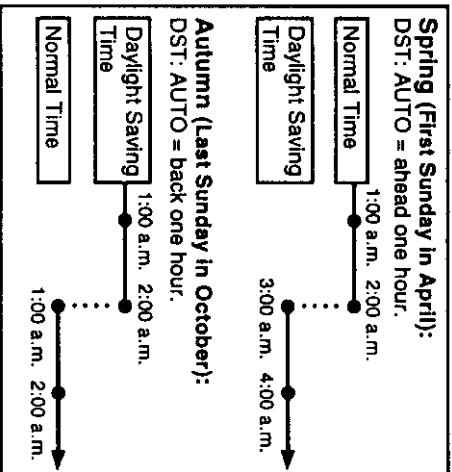 Spring (First Sunday in April):
DST: AUTO = ahead one hour.
1:00 a.m. 2:00 a.m.
Normal Time
Daylight Saving
Time
3:00 a.m. 4:00 a.m.
Autumn (Last Sunday in October):
DST: AUTO = back one hour.
1:00 a.m. 2:00 a.m.
Daylight Saving
Time
Normal Time
1:00 a.m. 2:00 a.m.